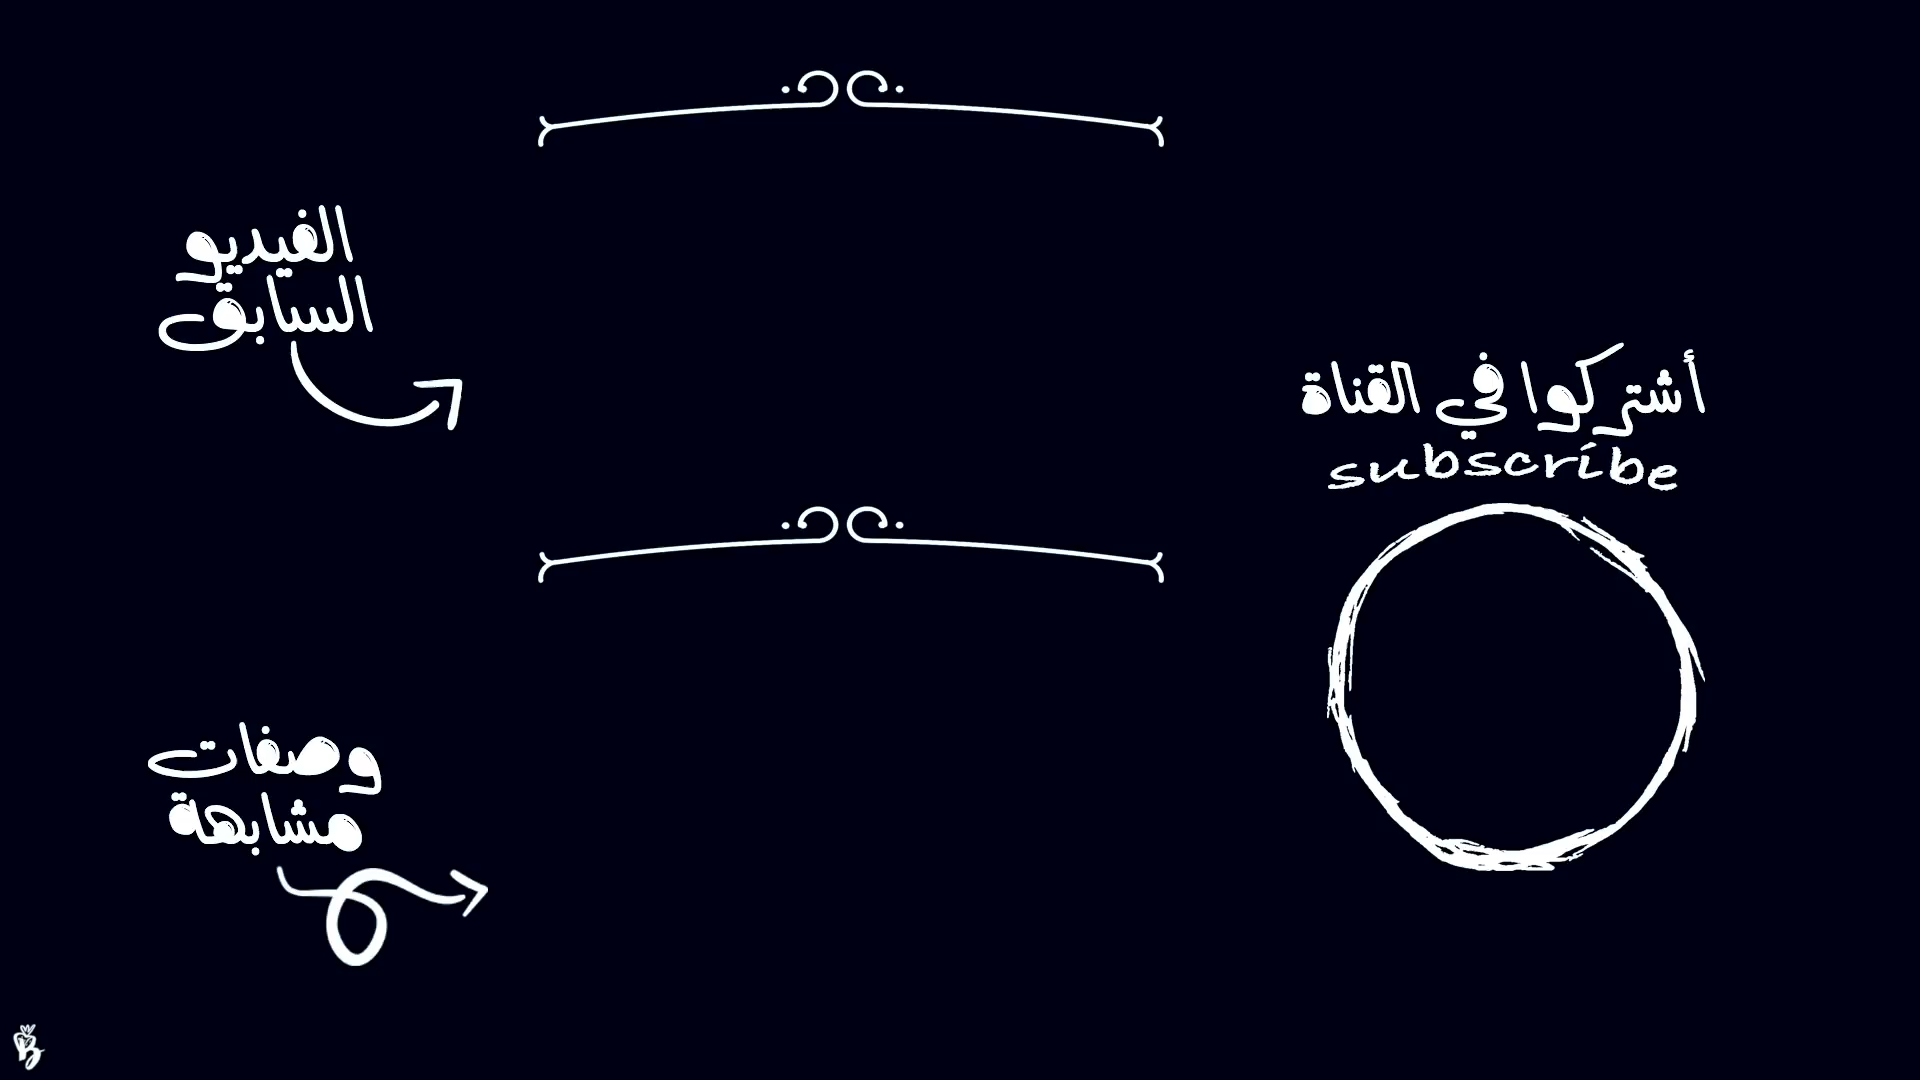 الفيديو
السابق
أشتركوا في القناة
subscribe
وصفات
مشابهة